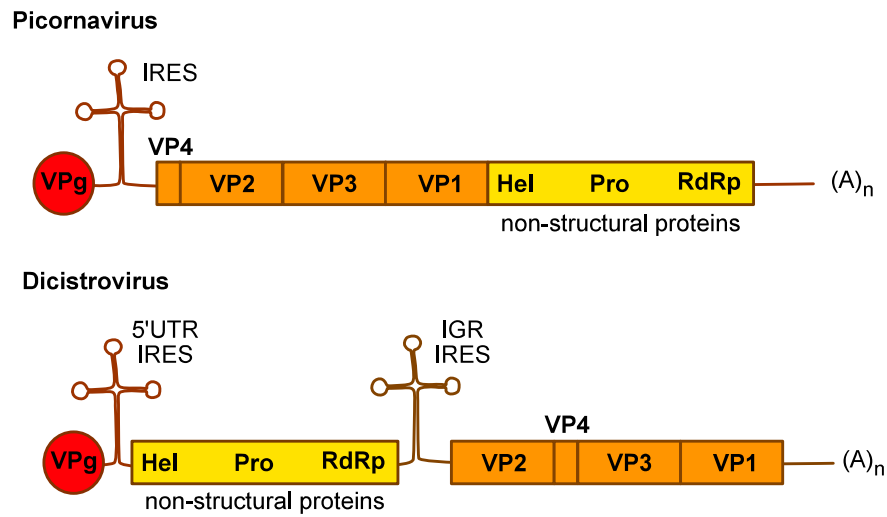 Picornavirus
IRES
VP4
VPg
VP2 VP3 VP1 Hel Pro RdRp
(A)n
non-structural proteins
Dicistrovirus
5'UTR
IRES
IGR
IRES
VP4
VPg
Hel Pro RdRp
VP2 VP3 VP1
(A)n
non-structural proteins